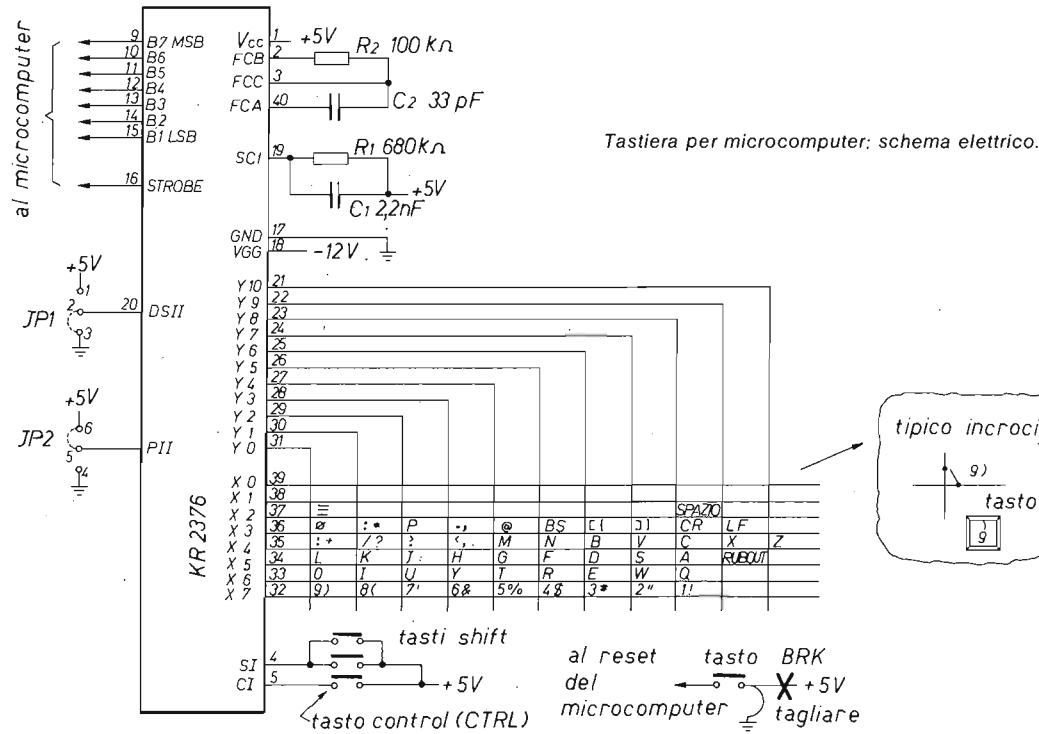 al microcomputer
9 B7 MSB
10 B6
11 B5
12 B4
13 B3
14 B2
15 B1 LSB
16 STROBE
Vcc 1 +5V
FCB 2 R2 100 kΩ
FCC 3
FCA 40 C2 33 pF
SCI 19 R1 680 kΩ
+5V
C1 2,2nF
GND 17
VGG 18 -12V
Tastiera per microcomputer: schema elettrico.
+5V
1
JP1 2 20 DSII
3
+5V
6
JP2 5 PII
4
KR 2376
Y 10 21
Y 9 22
Y 8 23
Y 7 24
Y 6 25
Y 5 26
Y 4 27
Y 3 28
Y 2 29
Y 1 30
Y 0 31
X 0 39
X 1 38
X 2 37 SPAZIO
X 3 36 ø : * P @ BS [ { ] } CR LF
X 4 35 : + / ? M N B V C X Z
X 5 34 L K J H G F D S A RUBOUT
X 6 33 O I U Y T R E W Q
X 7 32 9) 8( 7' 6& 5% 4$ 3# 2" 1!
tipico incroci
9)
tasto
)
9
tasti shift
SI 4
CI 5 +5V
tasto control (CTRL)
al reset del microcomputer
tasto BRK
+5V
tagliare